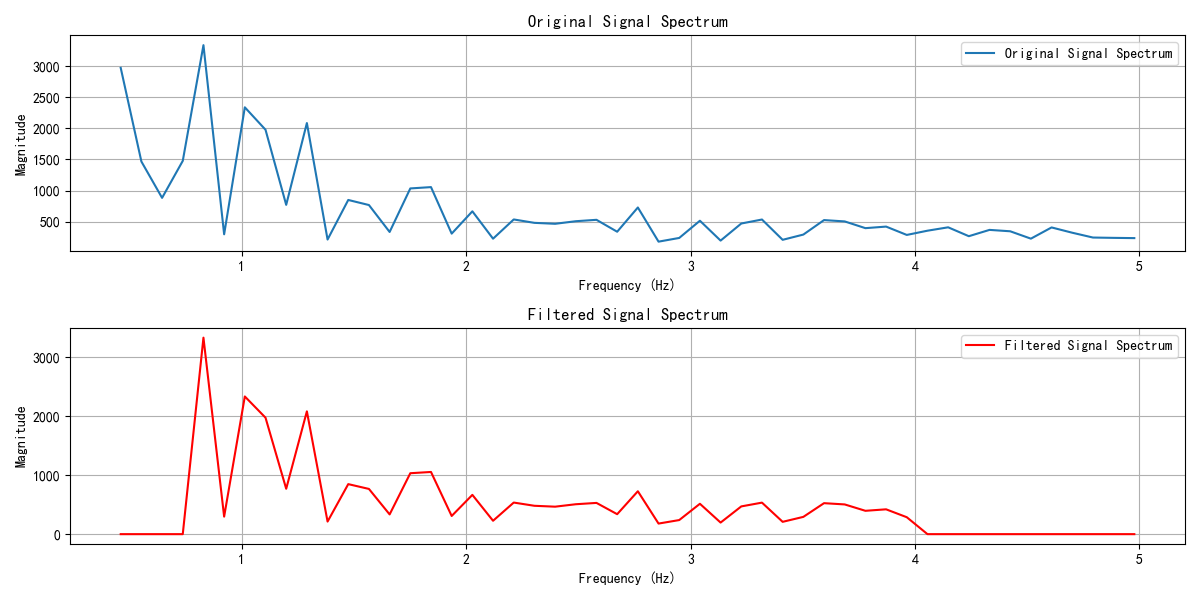 Original Signal Spectrum
Original Signal Spectrum
3000
2500
2000
1500
1000
500
Magnitude
1 2 3 4 5
Frequency (Hz)
Filtered Signal Spectrum
Filtered Signal Spectrum
3000
2000
1000
0
Magnitude
1 2 3 4 5
Frequency (Hz)